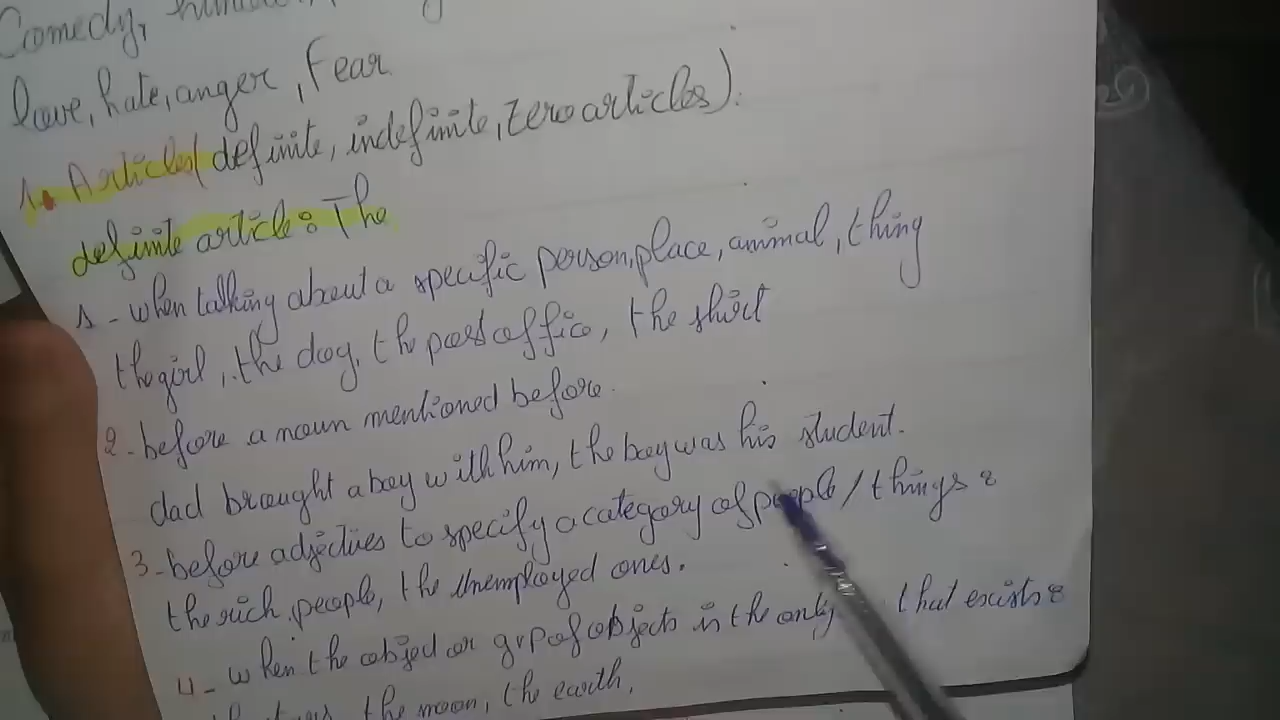 Comedy,
love, hate, anger, Fear
1. Articles( definite, indefinite, zero articles).
definite article: The
1 - when talking about a specific person, place, animal, thing
the girl, the dog, the post office, the shirt
2 - before a noun mentioned before.
dad brought a boy with him, the boy was his student.
3 - before adjectives to specify a category of people / things:
the rich people, the Unemployed ones.
4 - when the object or grp of objects is the only that exists:
the moon, the earth,